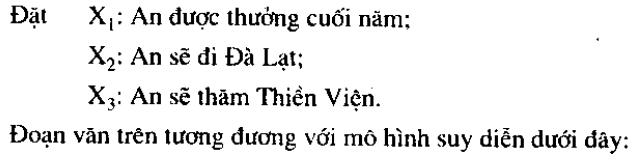 Đặt X₁: An được thưởng cuối năm;
X₂: An sẽ đi Đà Lạt;
X₃: An sẽ thăm Thiền Viện.
Đoạn văn trên tương đương với mô hình suy diễn dưới đây: